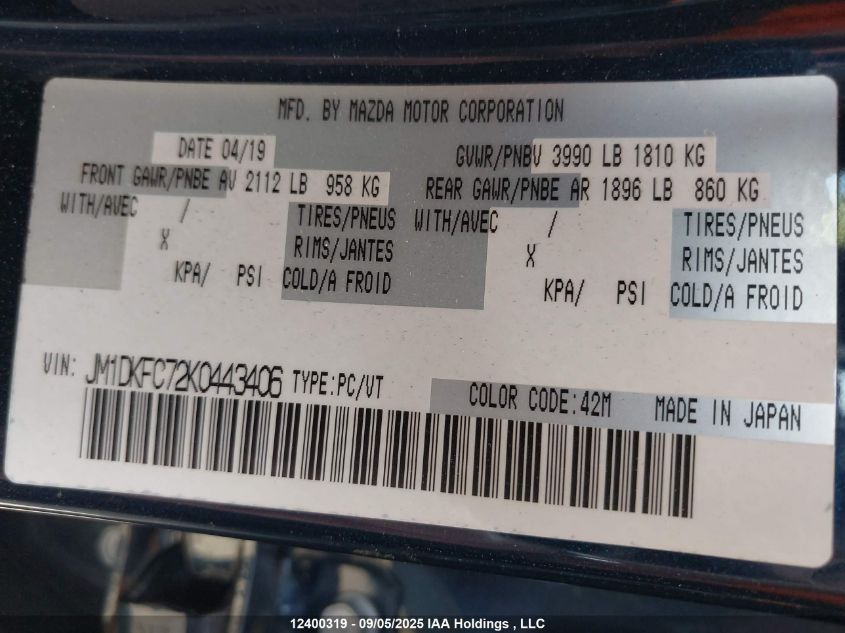 MFD. BY MAZDA MOTOR CORPORATION
DATE 04/19 GVWR/PNBV 3990 LB 1810 KG
FRONT GAWR/PNBE AV 2112 LB 958 KG REAR GAWR/PNBE AR 1896 LB 860 KG
WITH/AVEC / TIRES/PNEUS WITH/AVEC / TIRES/PNEUS
X RIMS/JANTES X RIMS/JANTES
KPA/ PSI COLD/A FROID KPA/ PSI COLD/A FROID
VIN: JM1DKFC72K0443406 TYPE:PC/VT COLOR CODE:42M MADE IN JAPAN
12400319 - 09/05/2025 IAA Holdings , LLC